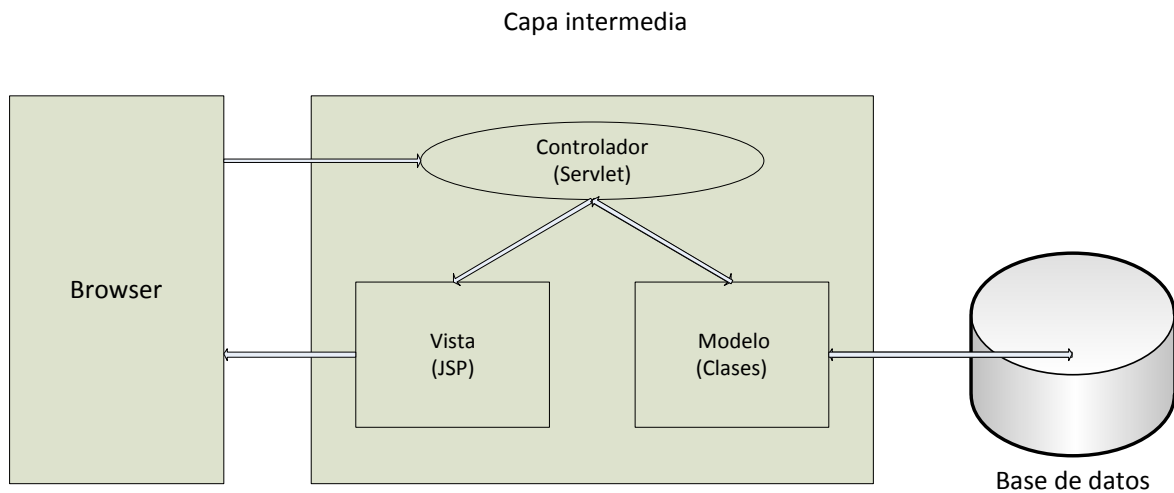 Capa intermedia
Controlador
(Servlet)
Browser
Vista
(JSP)
Modelo
(Clases)
Base de datos